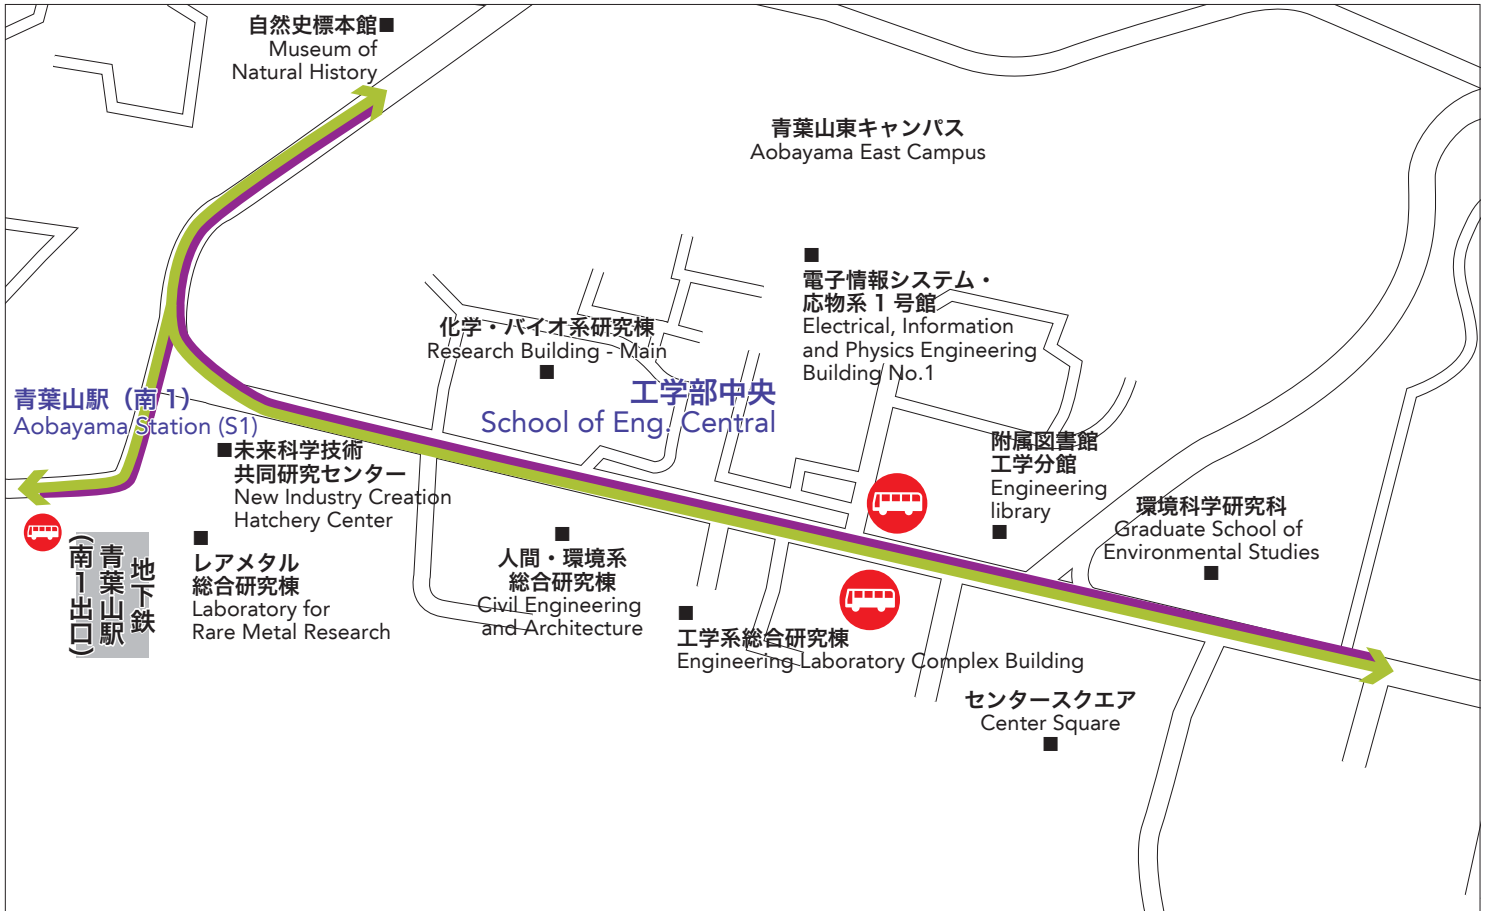 自然史標本館
Museum of
Natural History
青葉山東キャンパス
Aobayama East Campus
電子情報システム・
応物系 1 号館
Electrical, Information
and Physics Engineering
Building No.1
化学・バイオ系研究棟
Research Building - Main
工学部中央
School of Eng. Central
青葉山駅（南 1）
Aobayama Station (S1)
未来科学技術
共同研究センター
New Industry Creation
Hatchery Center
附属図書館
工学分館
Engineering
library
環境科学研究科
Graduate School of
Environmental Studies
地下鉄
青葉山駅
(南1出口)
レアメタル
総合研究棟
Laboratory for
Rare Metal Research
人間・環境系
総合研究棟
Civil Engineering
and Architecture
工学系総合研究棟
Engineering Laboratory Complex Building
センタースクエア
Center Square